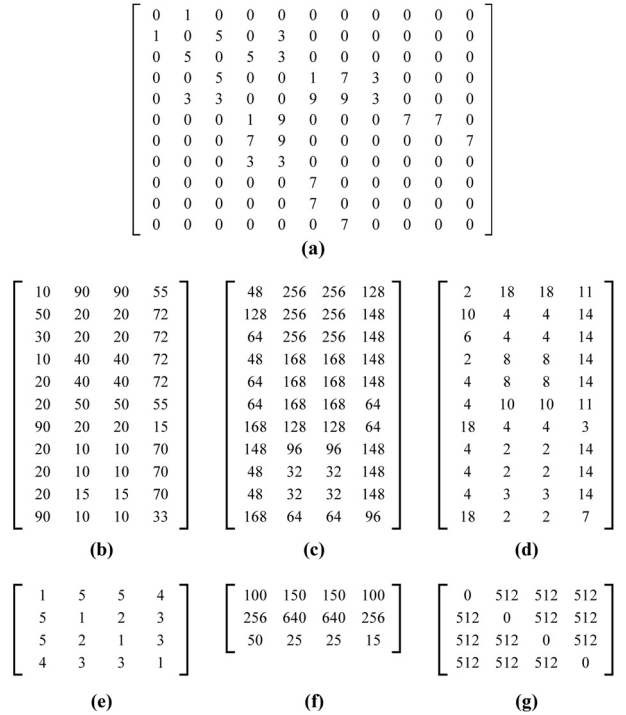 0 1 0 0 0 0 0 0 0 0 0
1 0 5 0 3 0 0 0 0 0 0
0 5 0 5 3 0 0 0 0 0 0
0 0 5 0 0 1 7 3 0 0 0
0 3 3 0 0 9 9 3 0 0 0
0 0 0 1 9 0 0 0 7 7 0
0 0 0 7 9 0 0 0 0 0 7
0 0 0 3 3 0 0 0 0 0 0
0 0 0 0 0 7 0 0 0 0 0
0 0 0 0 0 7 0 0 0 0 0
0 0 0 0 0 0 7 0 0 0 0
(a)
10 90 90 55
50 20 20 72
30 20 20 72
10 40 40 72
20 40 40 72
20 50 50 55
90 20 20 15
20 10 10 70
20 10 10 70
20 15 15 70
90 10 10 33
(b)
48 256 256 128
128 256 256 148
64 256 256 148
48 168 168 148
64 168 168 148
64 168 168 64
168 128 128 64
148 96 96 148
48 32 32 148
48 32 32 148
168 64 64 96
(c)
2 18 18 11
10 4 4 14
6 4 4 14
2 8 8 14
4 8 8 14
4 10 10 11
18 4 4 3
4 2 2 14
4 2 2 14
4 3 3 14
18 2 2 7
(d)
1 5 5 4
5 1 2 3
5 2 1 3
4 3 3 1
(e)
100 150 150 100
256 640 640 256
50 25 25 15
(f)
0 512 512 512
512 0 512 512
512 512 0 512
512 512 512 0
(g)